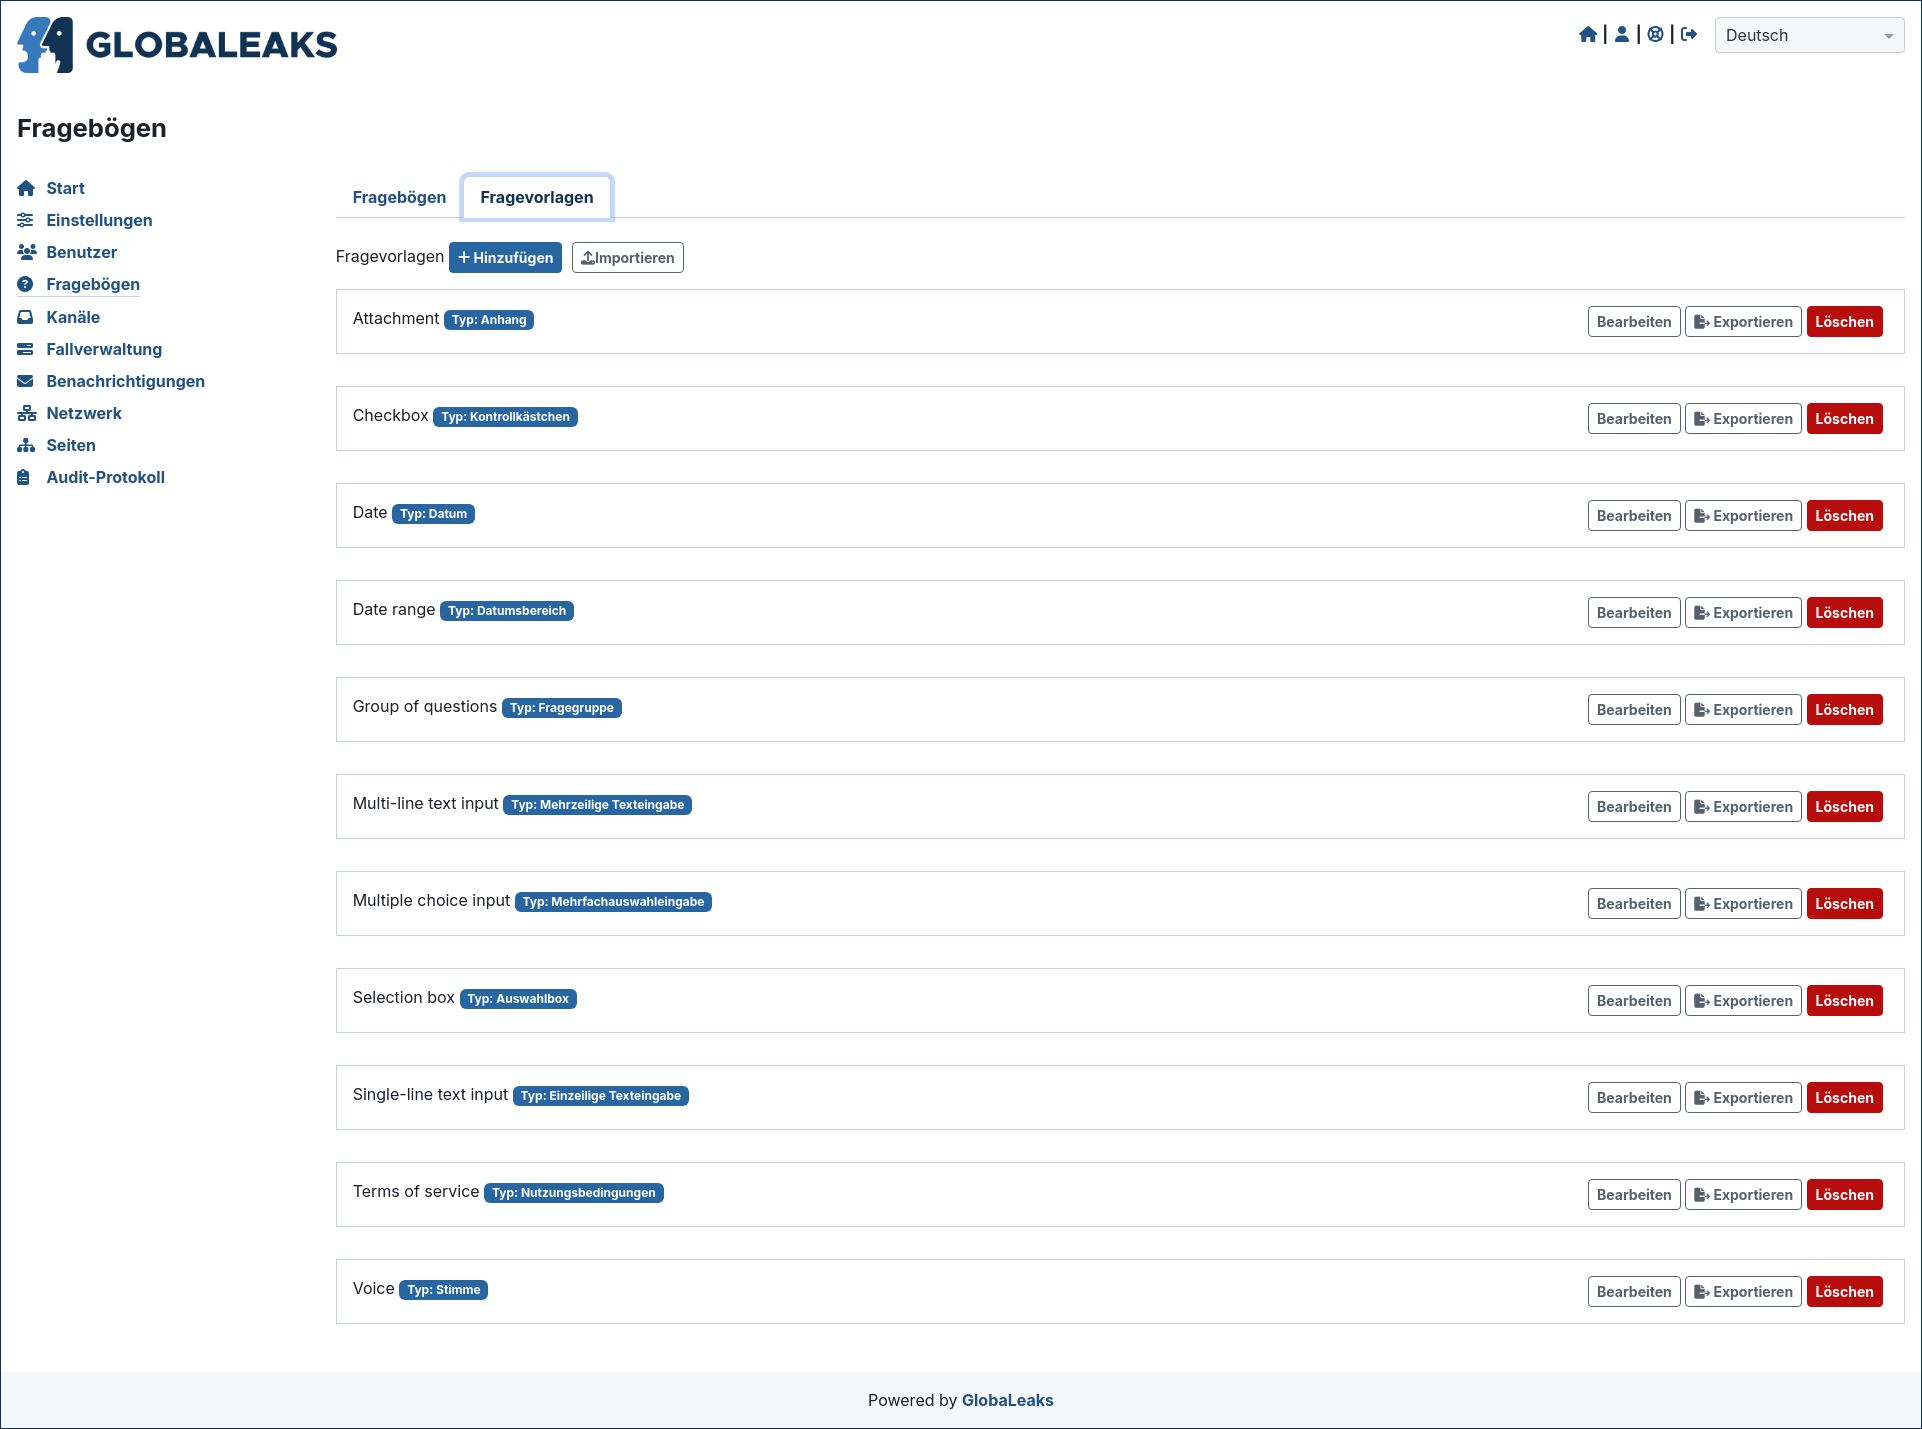 GLOBALEAKS
| | | Deutsch
Fragebögen
Start
Einstellungen
Benutzer
Fragebögen
Kanäle
Fallverwaltung
Benachrichtigungen
Netzwerk
Seiten
Audit-Protokoll
Fragebögen Fragevorlagen
Fragevorlagen Hinzufügen Importieren
Attachment Typ: Anhang Bearbeiten Exportieren Löschen
Checkbox Typ: Kontrollkästchen Bearbeiten Exportieren Löschen
Date Typ: Datum Bearbeiten Exportieren Löschen
Date range Typ: Datumsbereich Bearbeiten Exportieren Löschen
Group of questions Typ: Fragegruppe Bearbeiten Exportieren Löschen
Multi-line text input Typ: Mehrzeilige Texteingabe Bearbeiten Exportieren Löschen
Multiple choice input Typ: Mehrfachauswahleingabe Bearbeiten Exportieren Löschen
Selection box Typ: Auswahlbox Bearbeiten Exportieren Löschen
Single-line text input Typ: Einzeilige Texteingabe Bearbeiten Exportieren Löschen
Terms of service Typ: Nutzungsbedingungen Bearbeiten Exportieren Löschen
Voice Typ: Stimme Bearbeiten Exportieren Löschen
Powered by GlobaLeaks